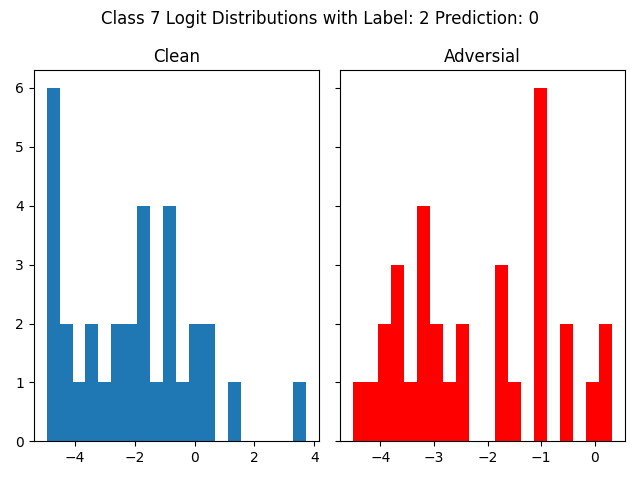 Class 7 Logit Distributions with Label: 2 Prediction: 0
Clean
Adversial
6
5
4
3
2
1
0
−4 −2 0 2 4
−4 −3 −2 −1 0